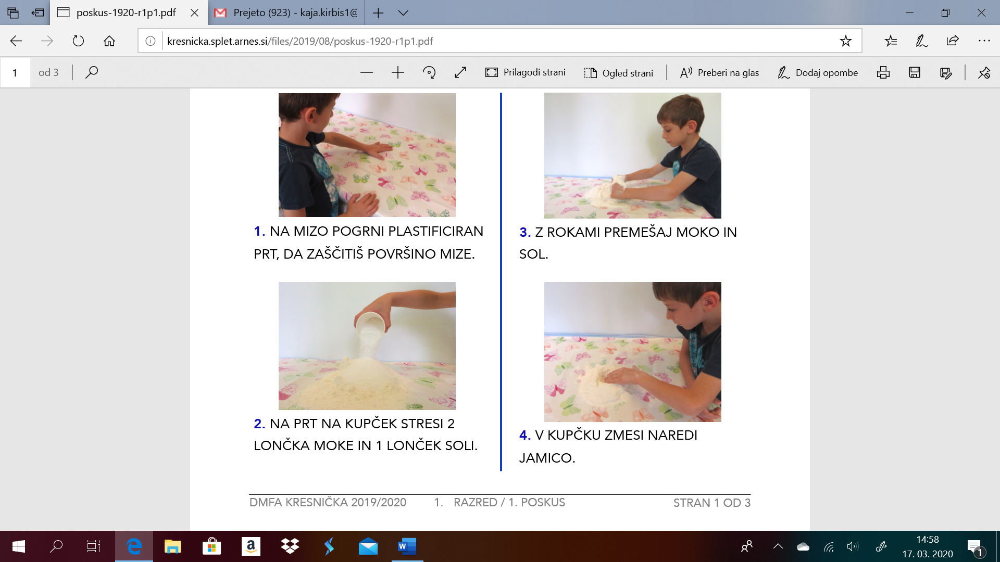 poskus-1920-r1p1.pdf
Prejeto (923) - kaja.kirbis1@
kresnicka.splet.arnes.si/files/2019/08/poskus-1920-r1p1.pdf
1 od 3
Prilagodi strani
Ogled strani
Preberi na glas
Dodaj opombe
1. NA MIZO POGRNI PLASTIFICIRAN
PRT, DA ZAŠČITIŠ POVRŠINO MIZE.
2. NA PRT NA KUPČEK STRESI 2
LONČKA MOKE IN 1 LONČEK SOLI.
3. Z ROKAMI PREMEŠAJ MOKO IN
SOL.
4. V KUPČKU ZMESI NAREDI
JAMICO.
DMFA KRESNIČKA 2019/2020 1. RAZRED / 1. POSKUS STRAN 1 OD 3
14:58
17. 03. 2020
1